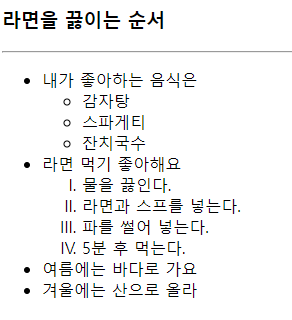 라면을 끓이는 순서
내가 좋아하는 음식은
감자탕
스파게티
잔치국수
라면 먹기 좋아해요
I. 물을 끓인다.
II. 라면과 스프를 넣는다.
III. 파를 썰어 넣는다.
IV. 5분 후 먹는다.
여름에는 바다로 가요
겨울에는 산으로 올라